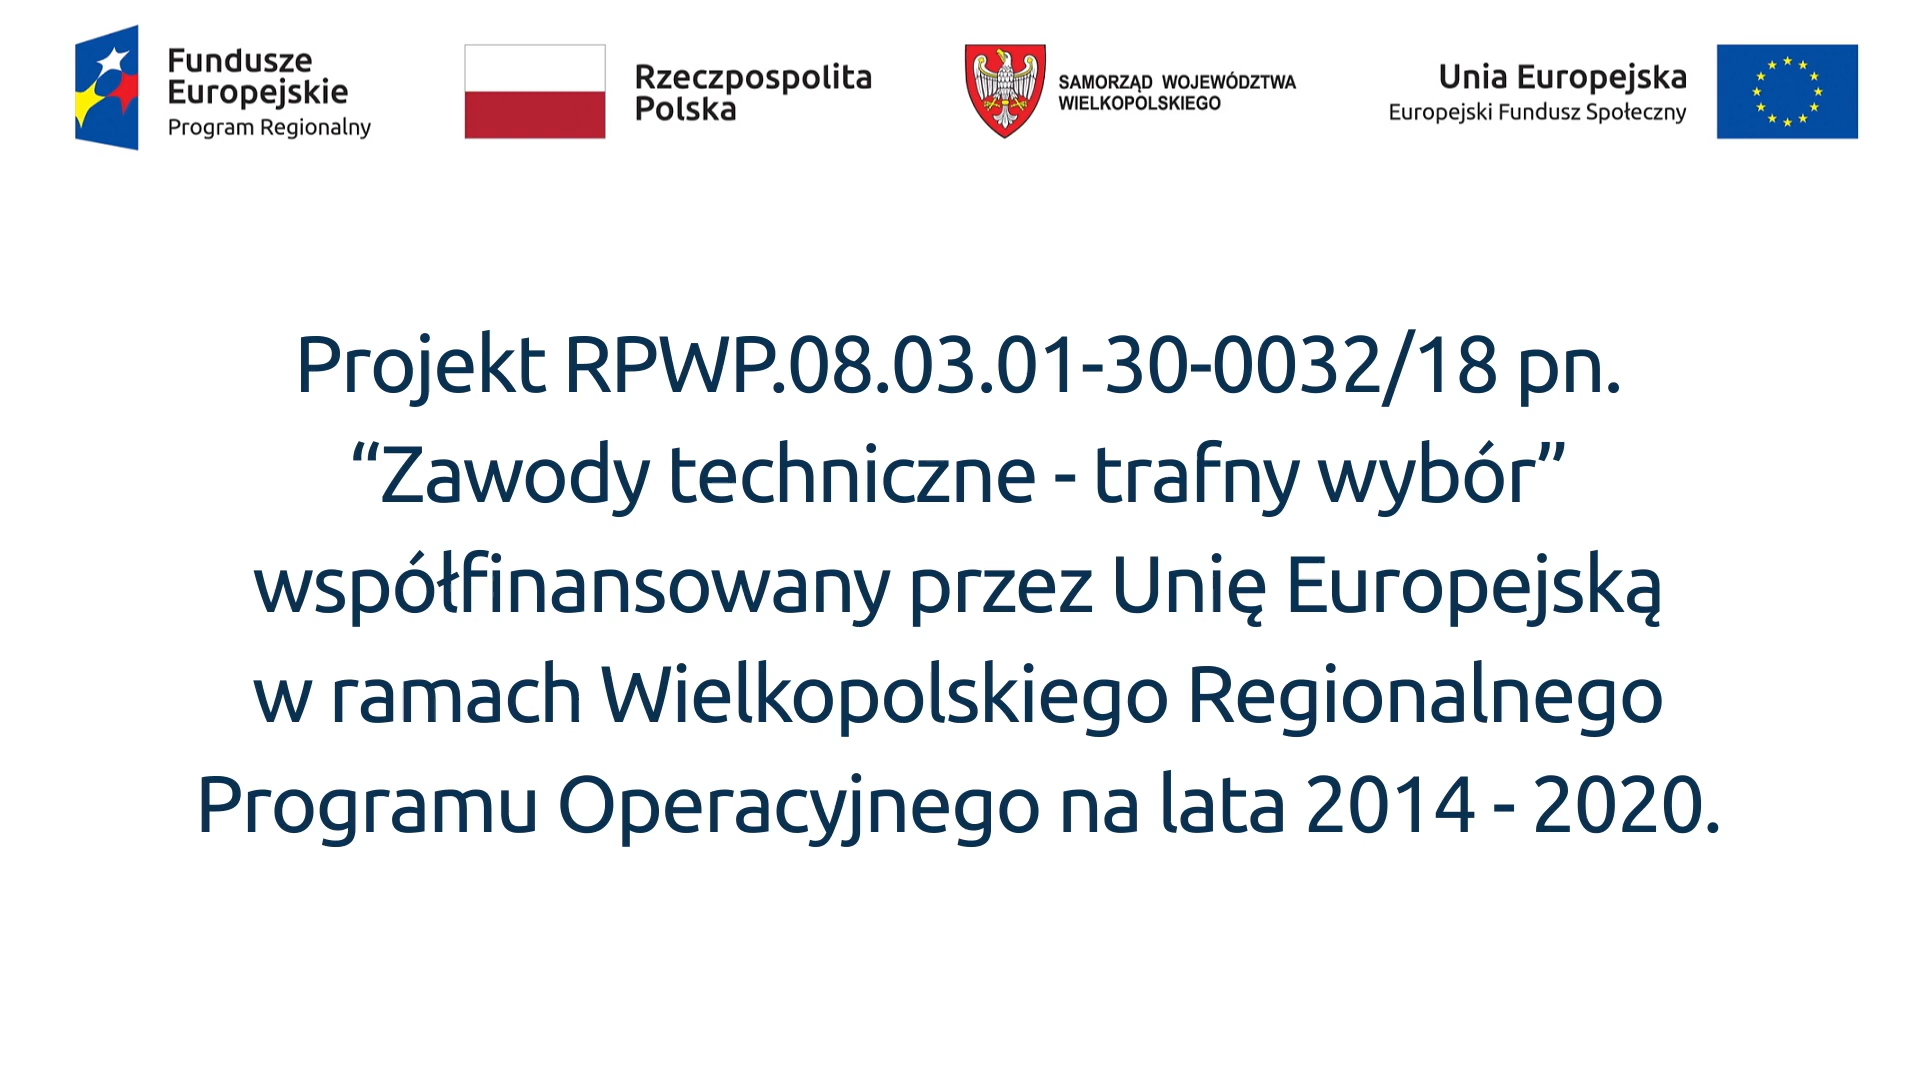 Fundusze
Europejskie
Program Regionalny
Rzeczpospolita
Polska
SAMORZĄD WOJEWÓDZTWA
WIELKOPOLSKIEGO
Unia Europejska
Europejski Fundusz Społeczny
Projekt RPWP.08.03.01-30-0032/18 pn.
“Zawody techniczne - trafny wybór”
współfinansowany przez Unię Europejską
w ramach Wielkopolskiego Regionalnego
Programu Operacyjnego na lata 2014 - 2020.